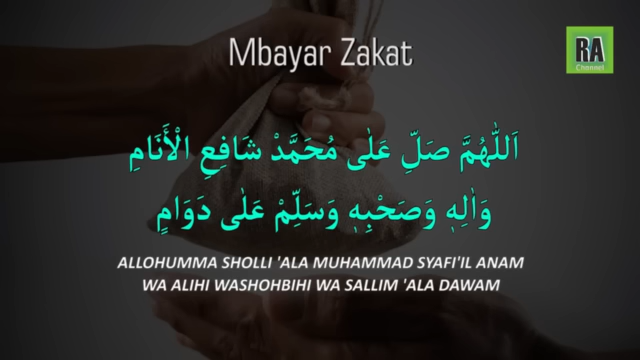 Mbayar Zakat
RA
Channel
اَللّٰهُمَّ صَلِّ عَلٰى مُحَمَّدْ شَافِعِ الْأَنَامِ
وَاٰلِهٖ وَصَحْبِهٖ وَسَلِّمْ عَلٰى دَوَامٍ
ALLOHUMMA SHOLLI 'ALA MUHAMMAD SYAFI'IL ANAM
WA ALIHI WASHOHBIHI WA SALLIM 'ALA DAWAM